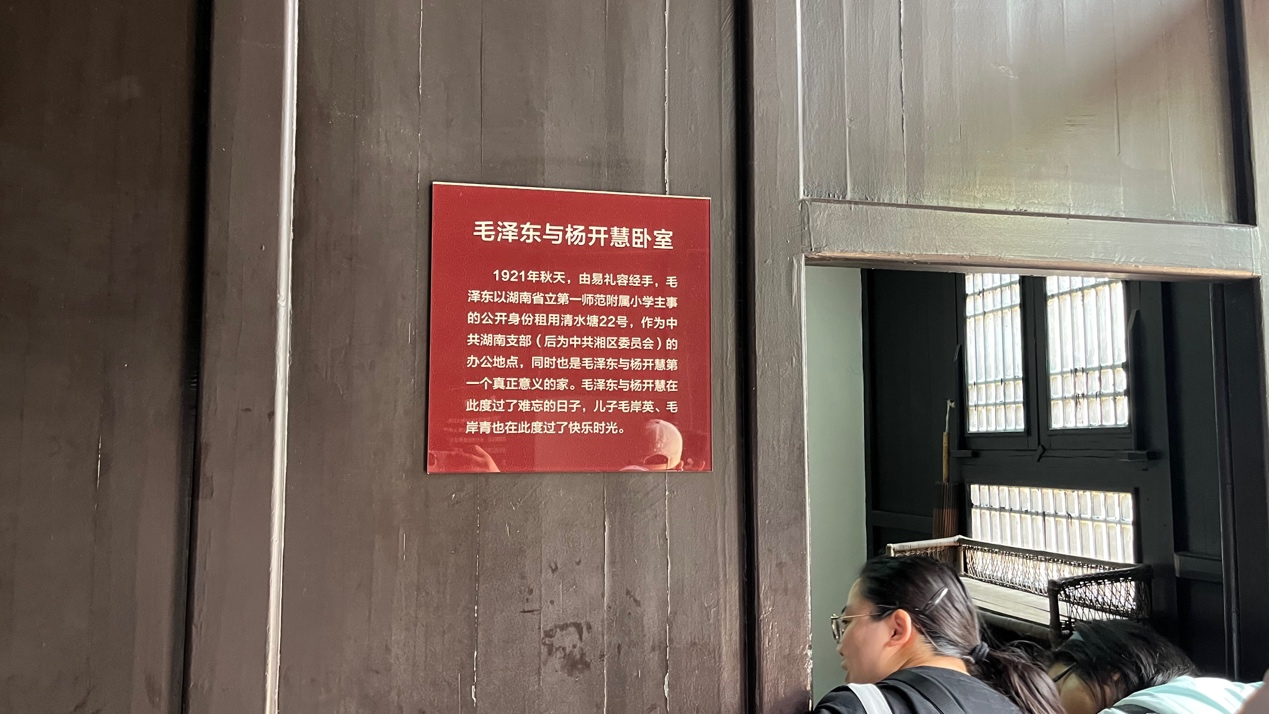 毛泽东与杨开慧卧室
1921年秋天，由易礼容经手，毛
泽东以湖南省立第一师范附属小学主事
的公开身份租用清水塘22号，作为中
共湖南支部（后为中共湘区委员会）的
办公地点，同时也是毛泽东与杨开慧第
一个真正意义的家。毛泽东与杨开慧在
此度过了难忘的日子，儿子毛岸英、毛
岸青也在此度过了快乐时光。